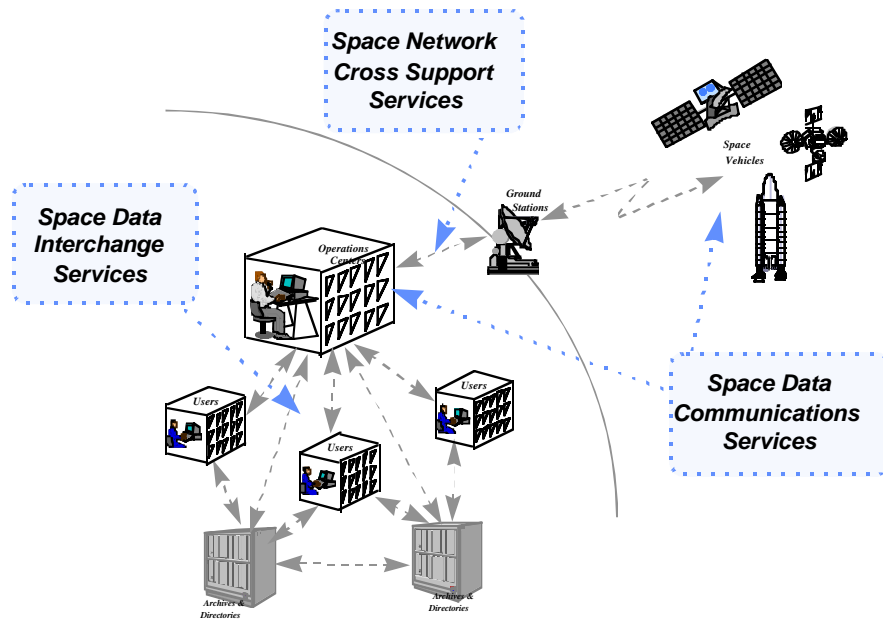 Space Network
Cross Support
Services
Space
Vehicles
Ground
Stations
Space Data
Interchange
Services
Operations
Centers
Users
Users
Users
Space Data
Communications
Services
Archives &
Directories
Archives &
Directories